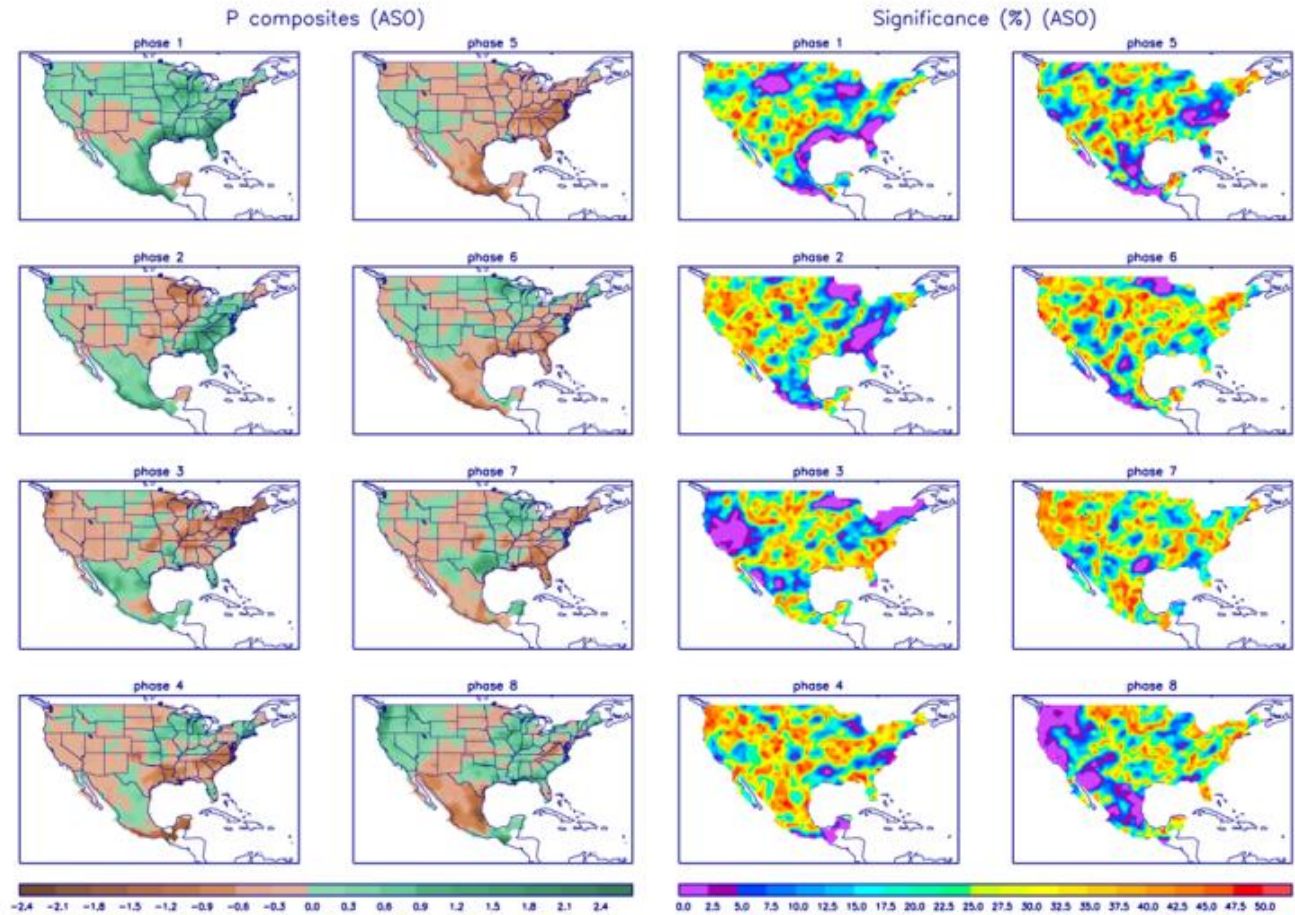 P composites (ASO)
Significance (%) (ASO)
phase 1
phase 5
phase 1
phase 5
phase 2
phase 6
phase 2
phase 6
phase 3
phase 7
phase 3
phase 7
phase 4
phase 8
phase 4
phase 8
-2.4 -2.1 -1.8 -1.5 -1.2 -0.9 -0.6 -0.3 0.0 0.3 0.6 0.9 1.2 1.5 1.8 2.1 2.4
0.0 2.5 5.0 7.5 10.0 12.5 15.0 17.5 20.0 22.5 25.0 27.5 30.0 32.5 35.0 37.5 40.0 42.5 45.0 47.5 50.0